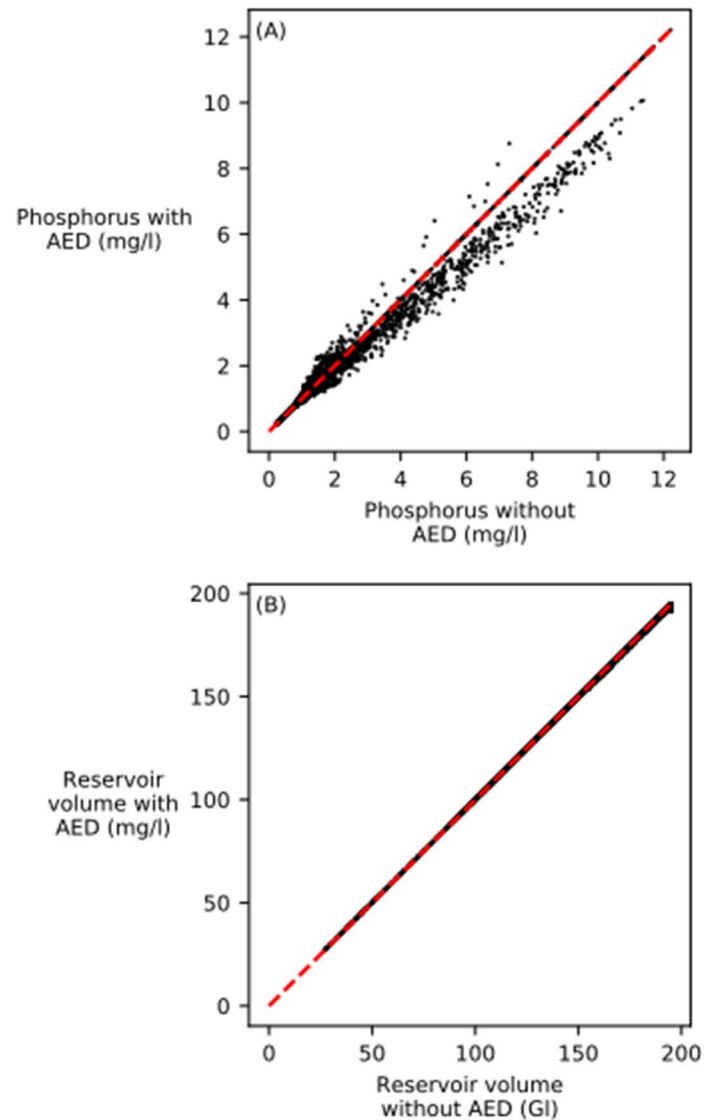 (A)
12
10
8
6
4
2
0
Phosphorus with
AED (mg/l)
0 2 4 6 8 10 12
Phosphorus without
AED (mg/l)
(B)
200
150
100
50
0
Reservoir
volume with
AED (mg/l)
0 50 100 150 200
Reservoir volume
without AED (Gl)